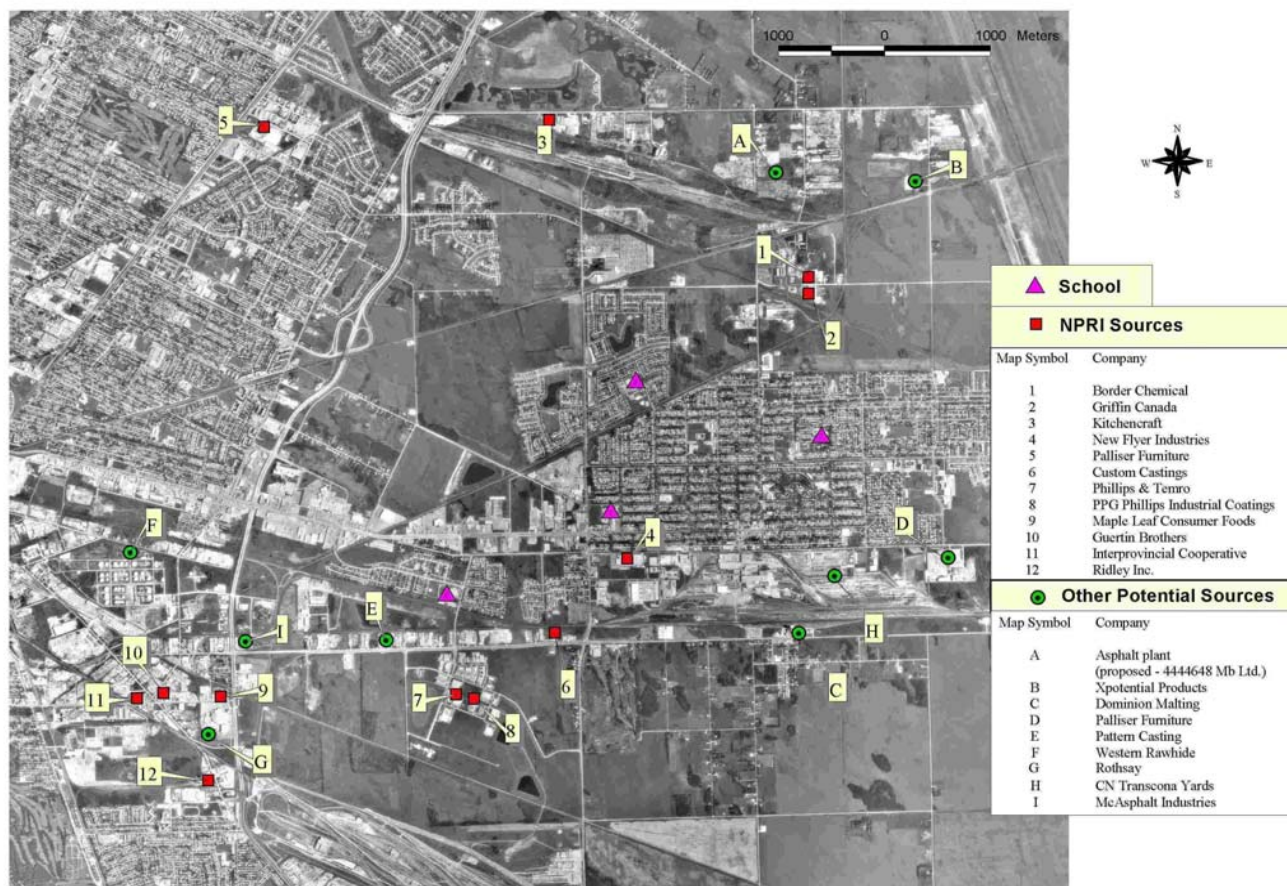 1000 0 1000 Meters
N
W E
S
5
3
A
B
1
2
4
D
F
I
E
H
10
11
9
7
8
6
C
G
12
School
NPRI Sources
Map Symbol Company
1 Border Chemical
2 Griffin Canada
3 Kitchencraft
4 New Flyer Industries
5 Palliser Furniture
6 Custom Castings
7 Phillips & Temro
8 PPG Phillips Industrial Coatings
9 Maple Leaf Consumer Foods
10 Guertin Brothers
11 Interprovincial Cooperative
12 Ridley Inc.
Other Potential Sources
Map Symbol Company
A Asphalt plant
(proposed - 4444648 Mb Ltd.)
B Xpotential Products
C Dominion Malting
D Palliser Furniture
E Pattern Casting
F Western Rawhide
G Rothsay
H CN Transcona Yards
I McAsphalt Industries